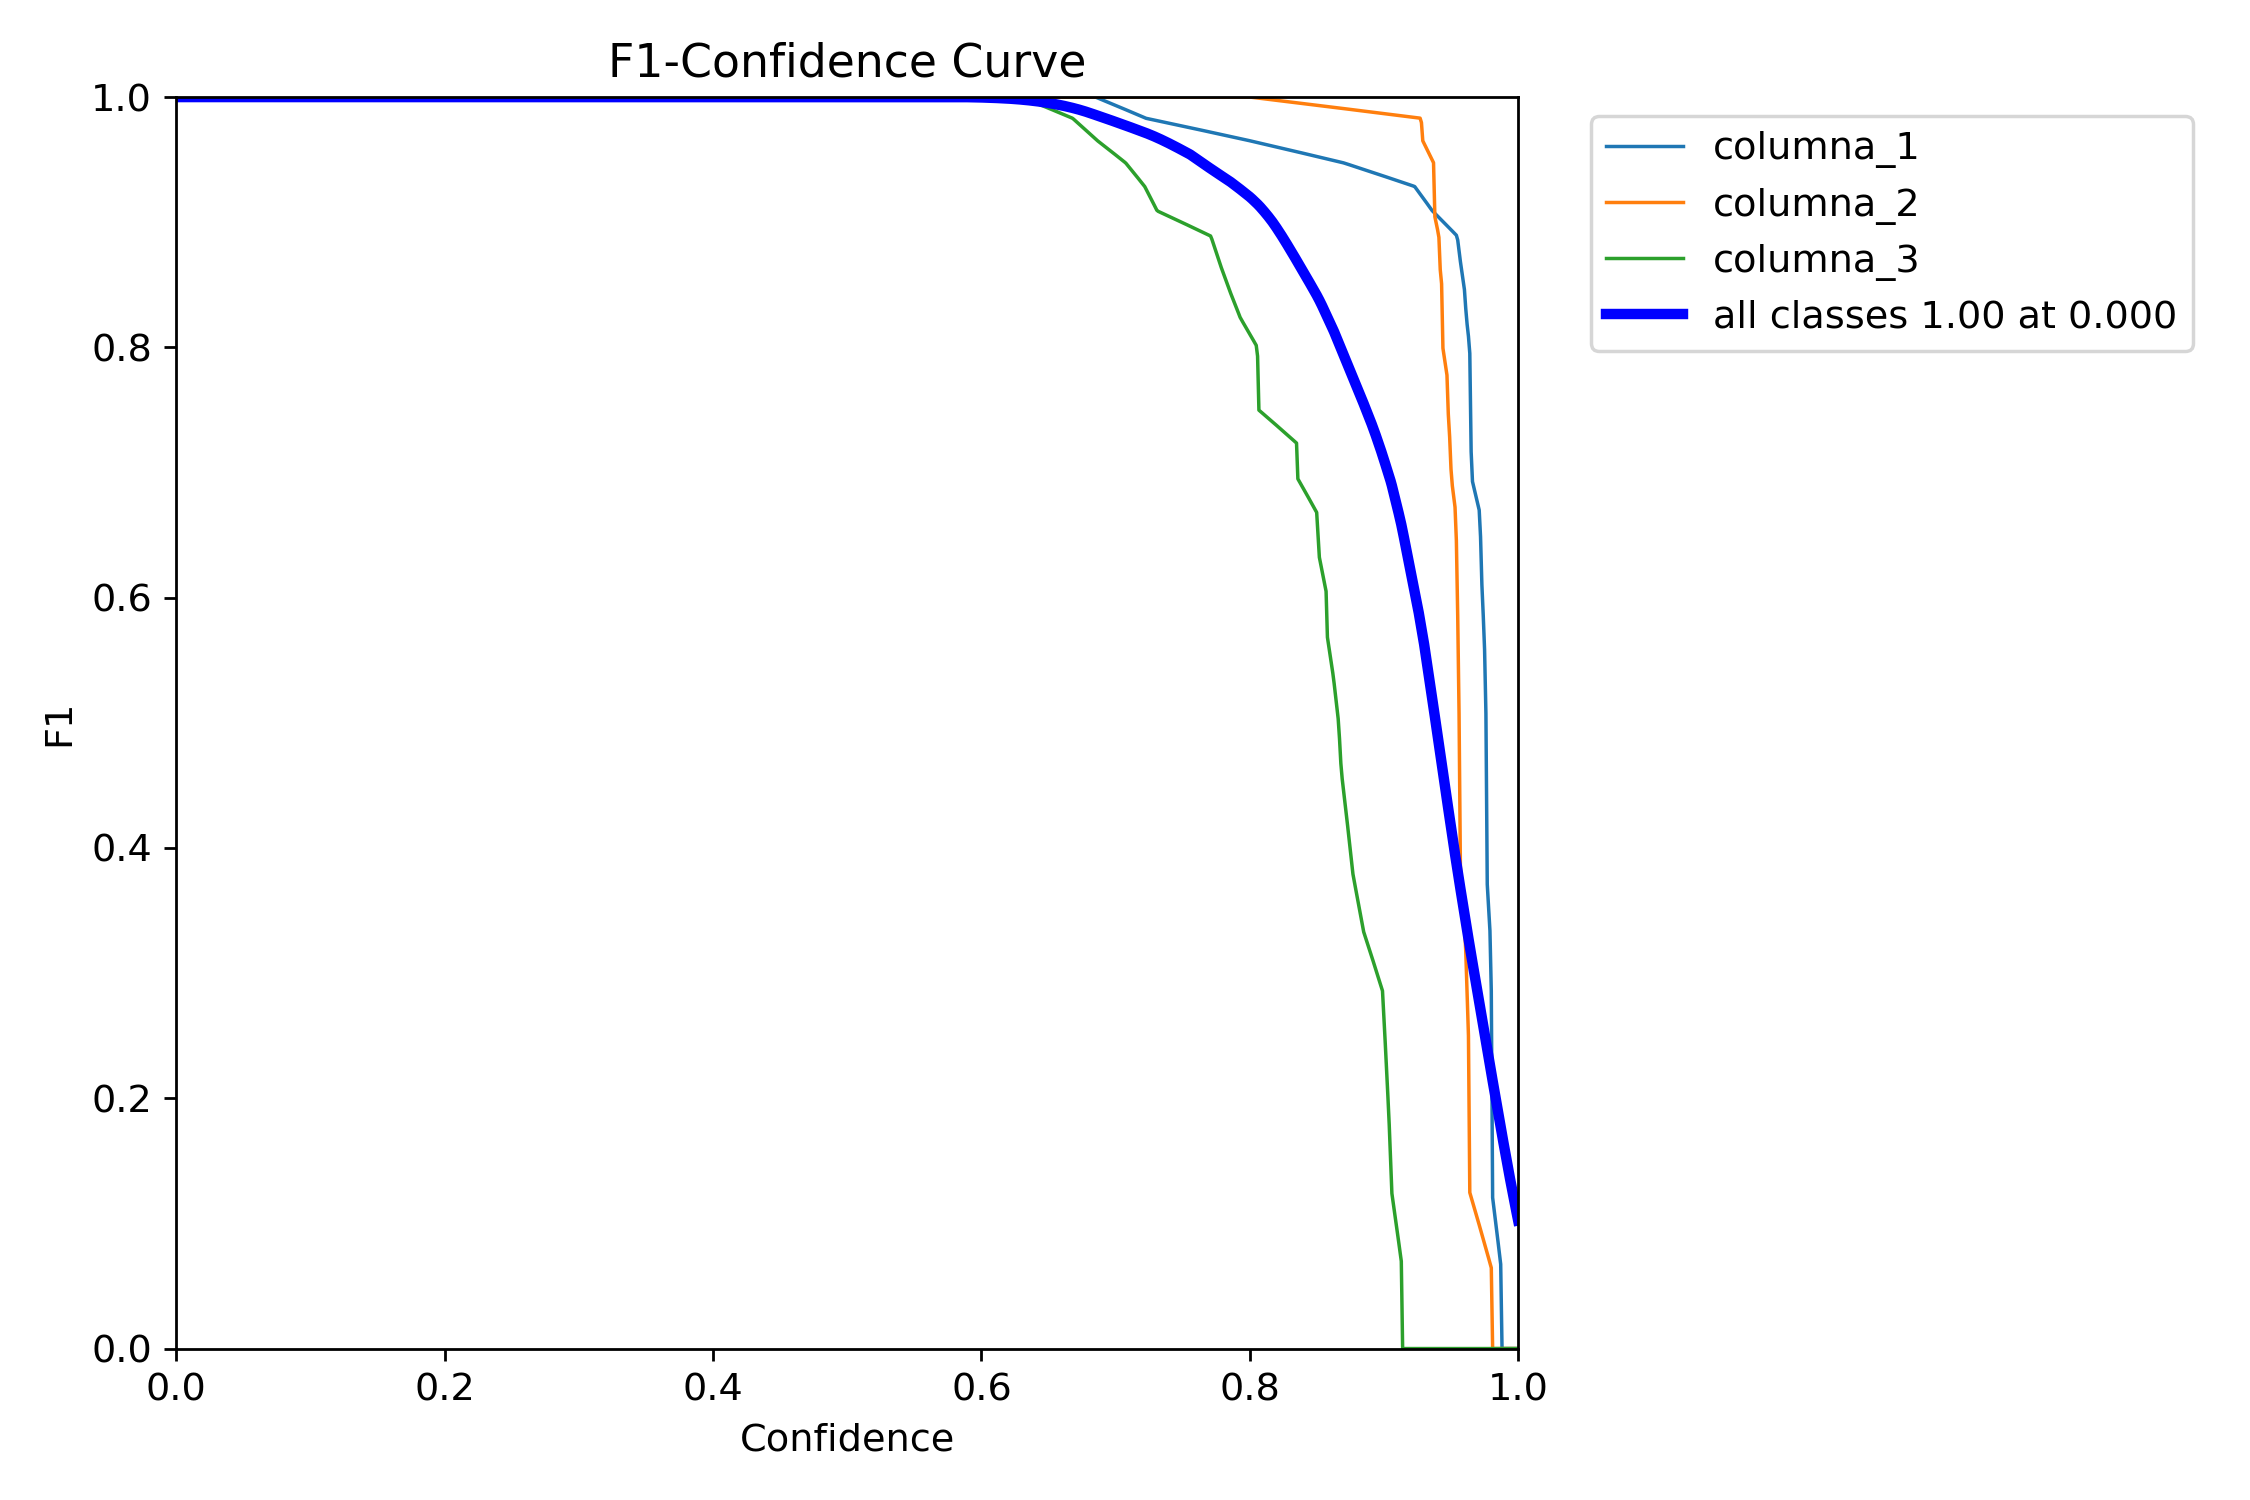 F1-Confidence Curve
1.0
0.8
0.6
0.4
0.2
0.0
F1
0.0 0.2 0.4 0.6 0.8 1.0
Confidence
columna_1
columna_2
columna_3
all classes 1.00 at 0.000